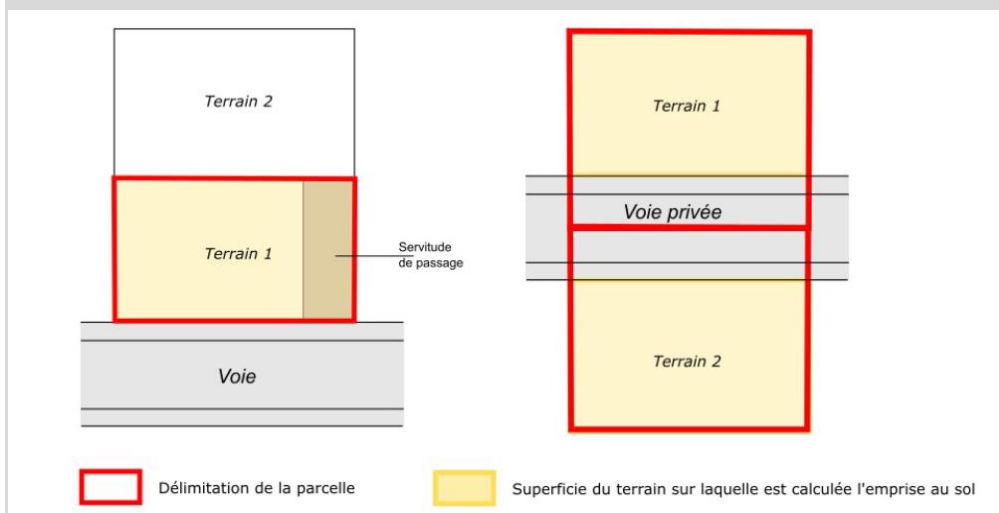 Terrain 2
Terrain 1
Servitude
de passage
Voie
Terrain 1
Voie privée
Terrain 2
Délimitation de la parcelle
Superficie du terrain sur laquelle est calculée l'emprise au sol